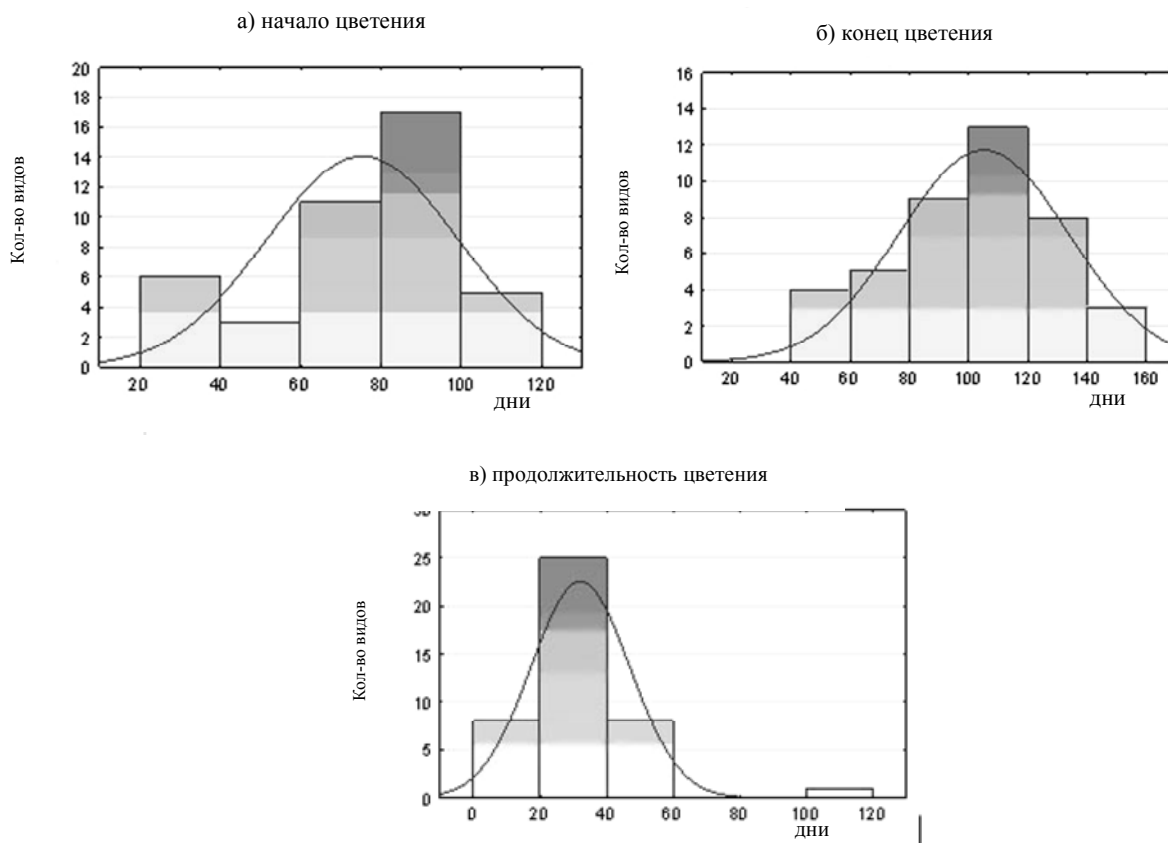 а) начало цветения
20
18
16
14
12
10
8
6
4
2
0
Кол-во видов
20 40 60 80 100 120
дни
б) конец цветения
16
14
12
10
8
6
4
2
0
Кол-во видов
20 40 60 80 100 120 140 160
дни
в) продолжительность цветения
30
25
20
15
10
5
0
Кол-во видов
0 20 40 60 80 100 120
дни